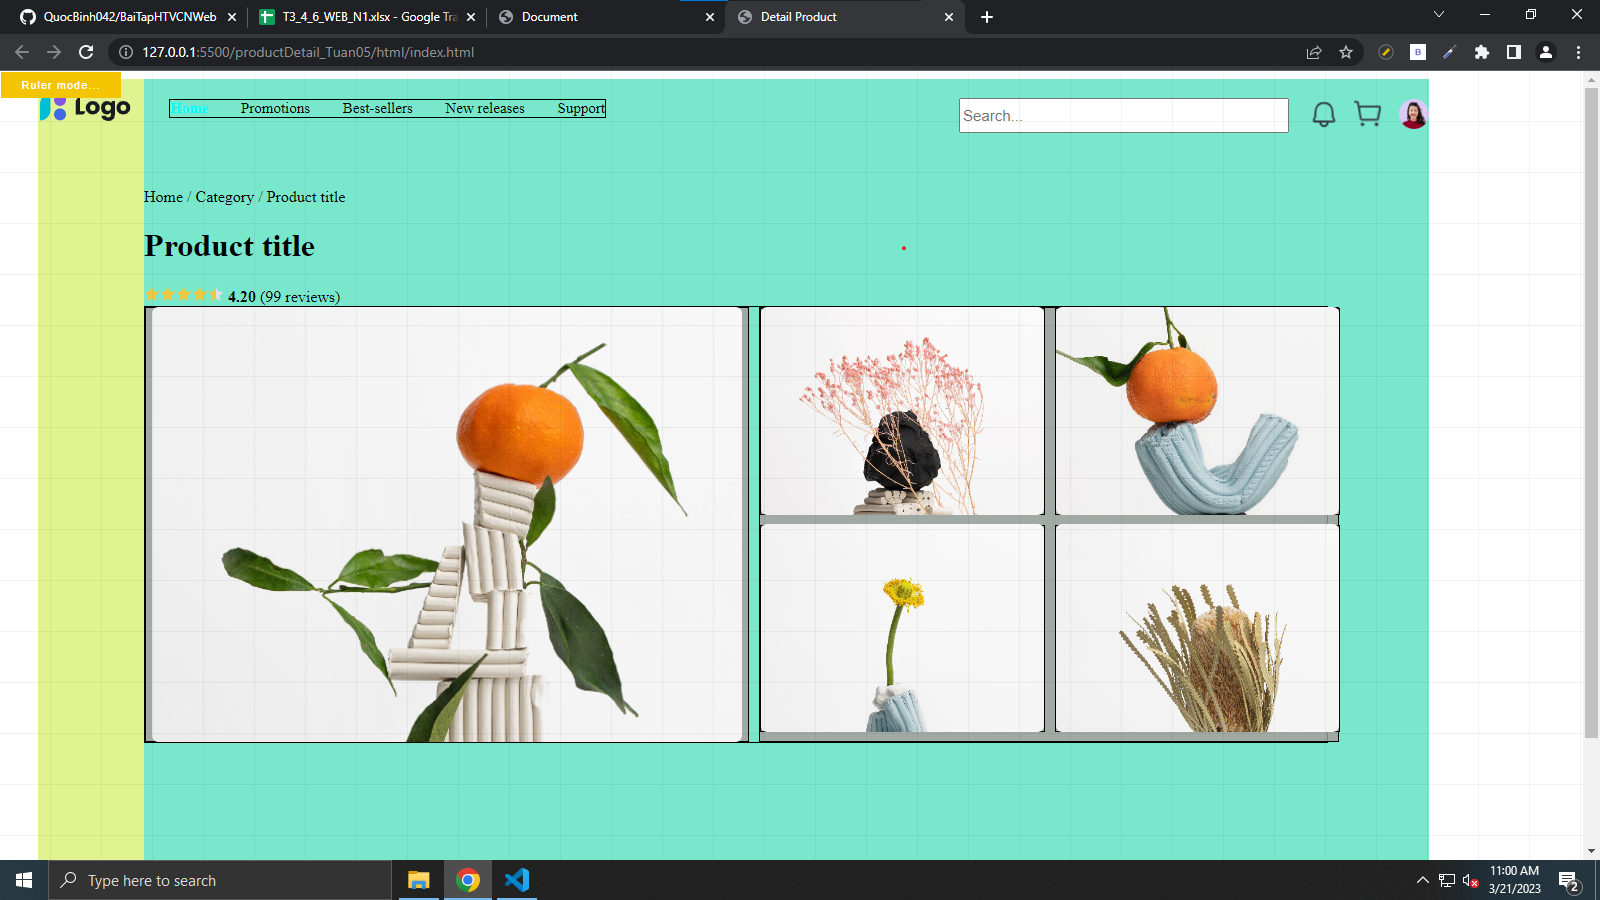 QuocBinh042/BaiTapHTVCNWeb
T3_4_6_WEB_N1.xlsx - Google Tra
Document
Detail Product
127.0.0.1:5500/productDetail_Tuan05/html/index.html
Ruler mode...
Logo
Home Promotions Best-sellers New releases Support
Search...
Home / Category / Product title
Product title
4.20 (99 reviews)
Type here to search
11:00 AM
3/21/2023
2